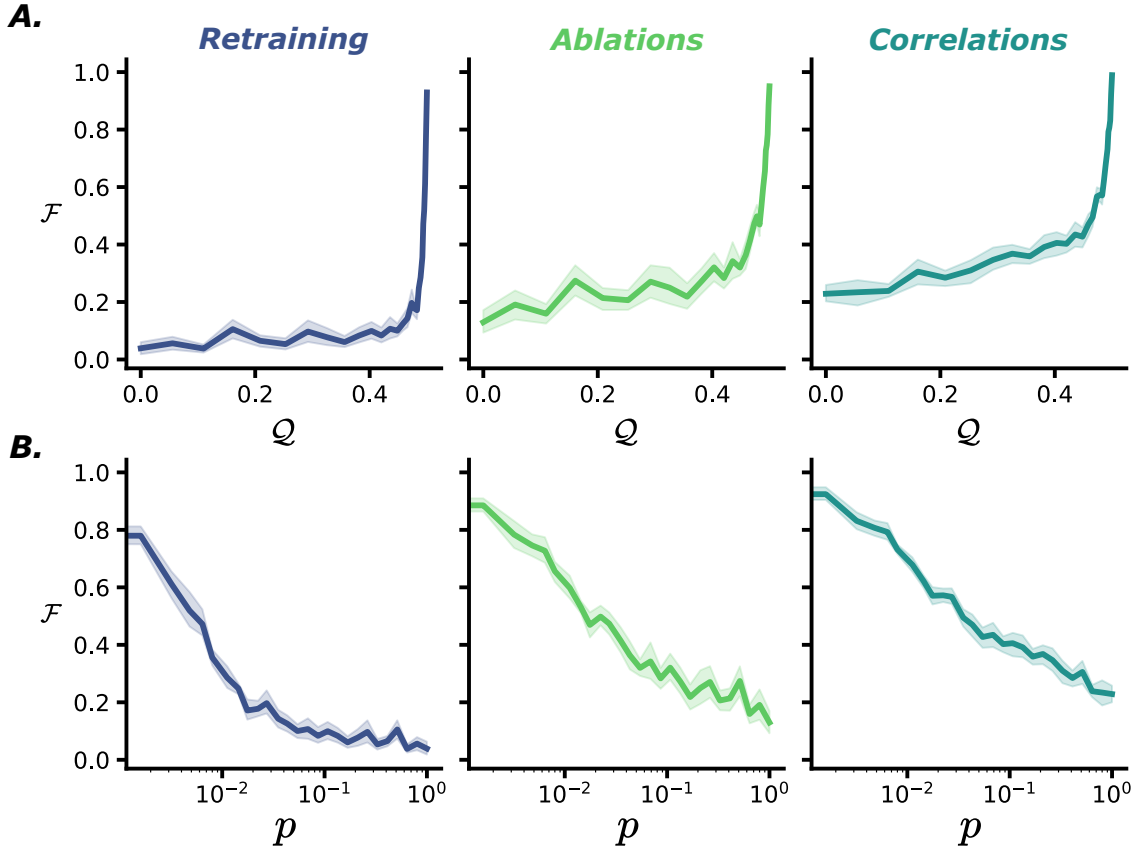 A.
Retraining Ablations Correlations
1.0
0.8
0.6
ℱ
0.4
0.2
0.0
0.0 0.2 0.4 0.0 0.2 0.4 0.0 0.2 0.4
𝒬 𝒬 𝒬
B.
1.0
0.8
0.6
ℱ
0.4
0.2
0.0
10⁻² 10⁻¹ 10⁰ 10⁻² 10⁻¹ 10⁰ 10⁻² 10⁻¹ 10⁰
p p p